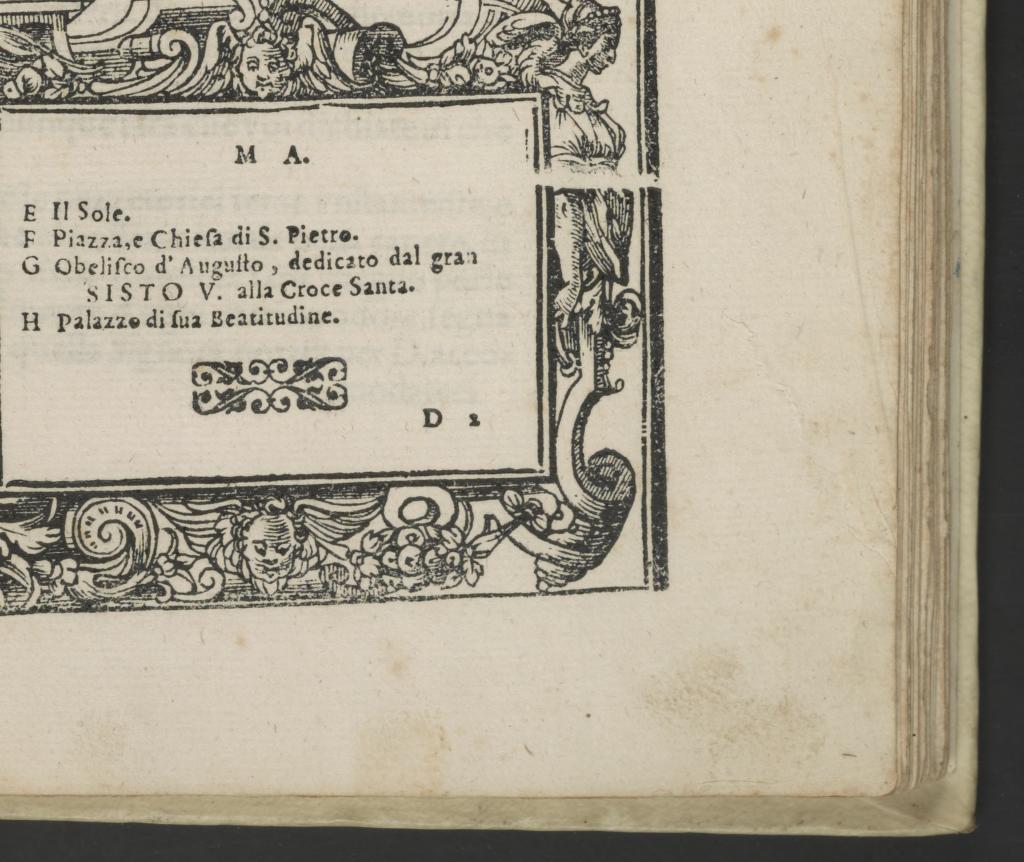 M A.
E Il Sole.
F Piazza,e Chieſa di S. Pietro.
G Obeliſco d' Auguſto , dedicato dal gran
SISTO V. alla Croce Santa.
H Palazzo di ſua Beatitudine.
D 2